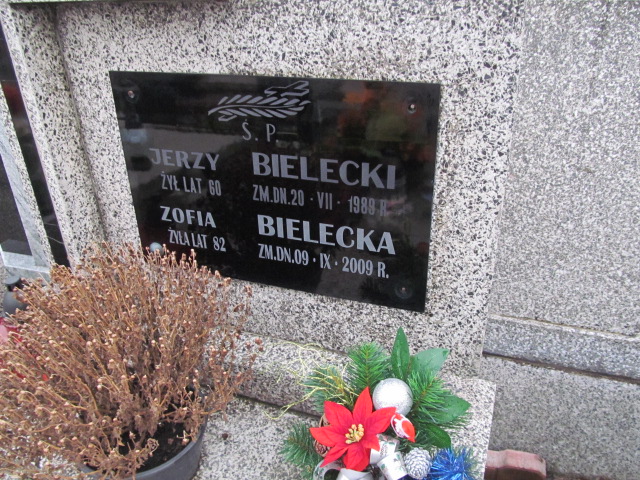 Ś. P.
JERZY BIELECKI
ŻYŁ LAT 60 ZM.DN.20 · VII · 1988 R.
ZOFIA BIELECKA
ŻYŁA LAT 82 ZM.DN.09 · IX · 2009 R.